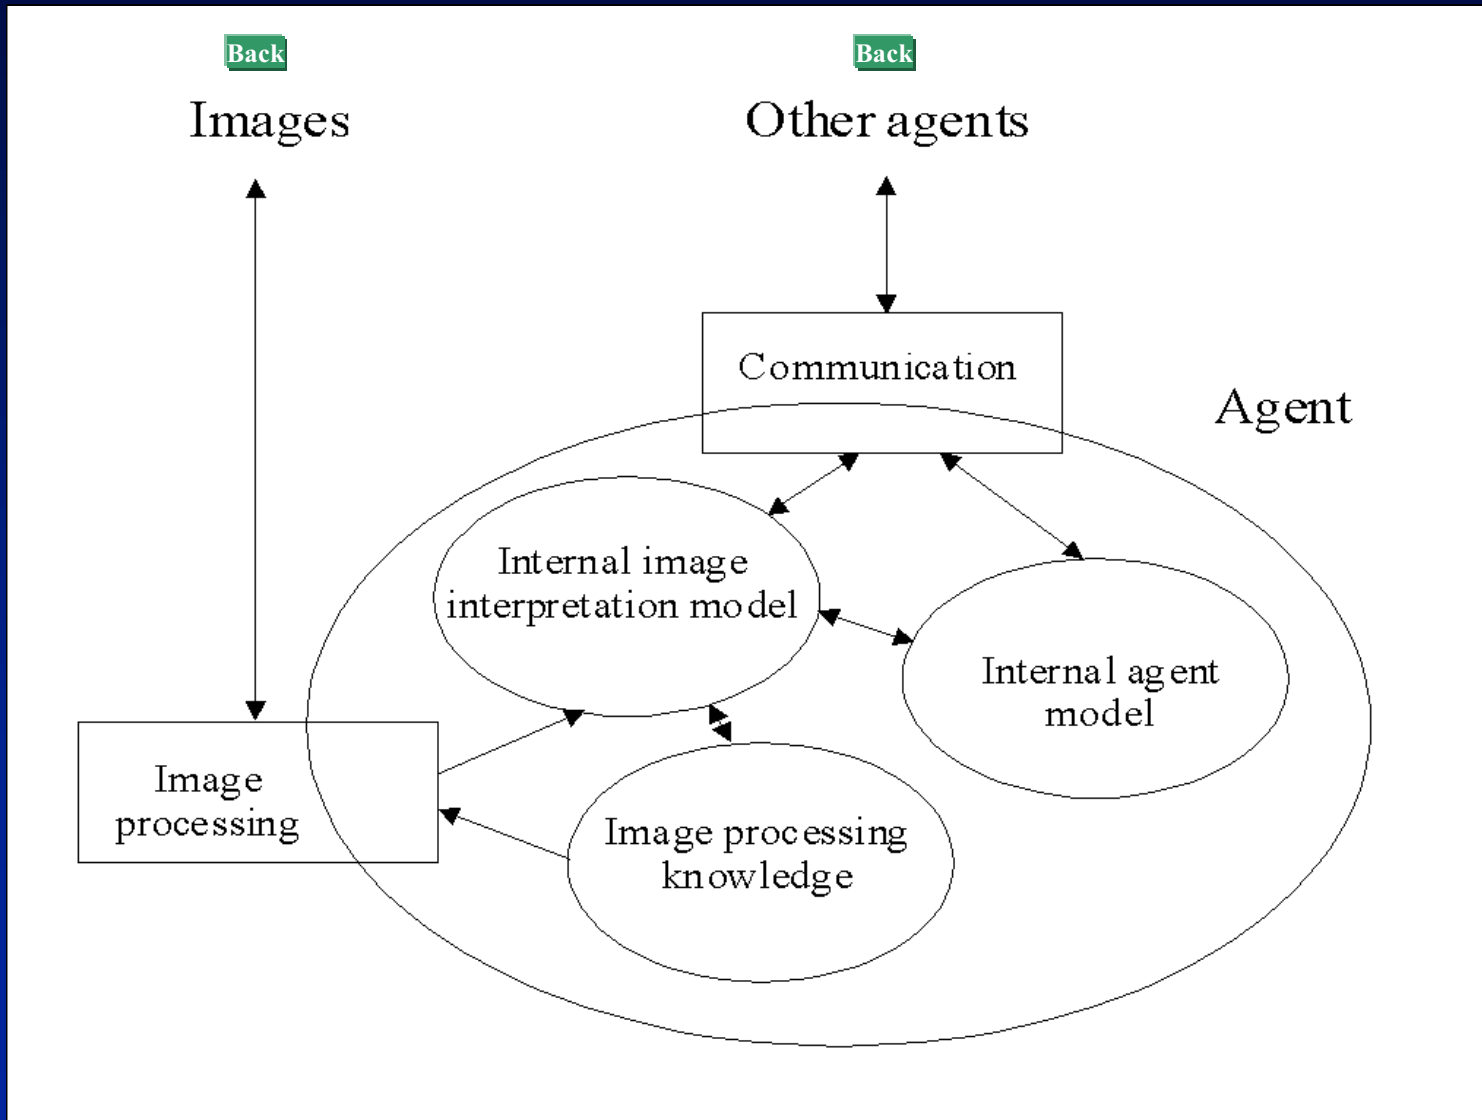 Back
Back
Images
Other agents
Communication
Agent
Internal image
interpretation model
Internal agent
model
Image
processing
Image processing
knowledge